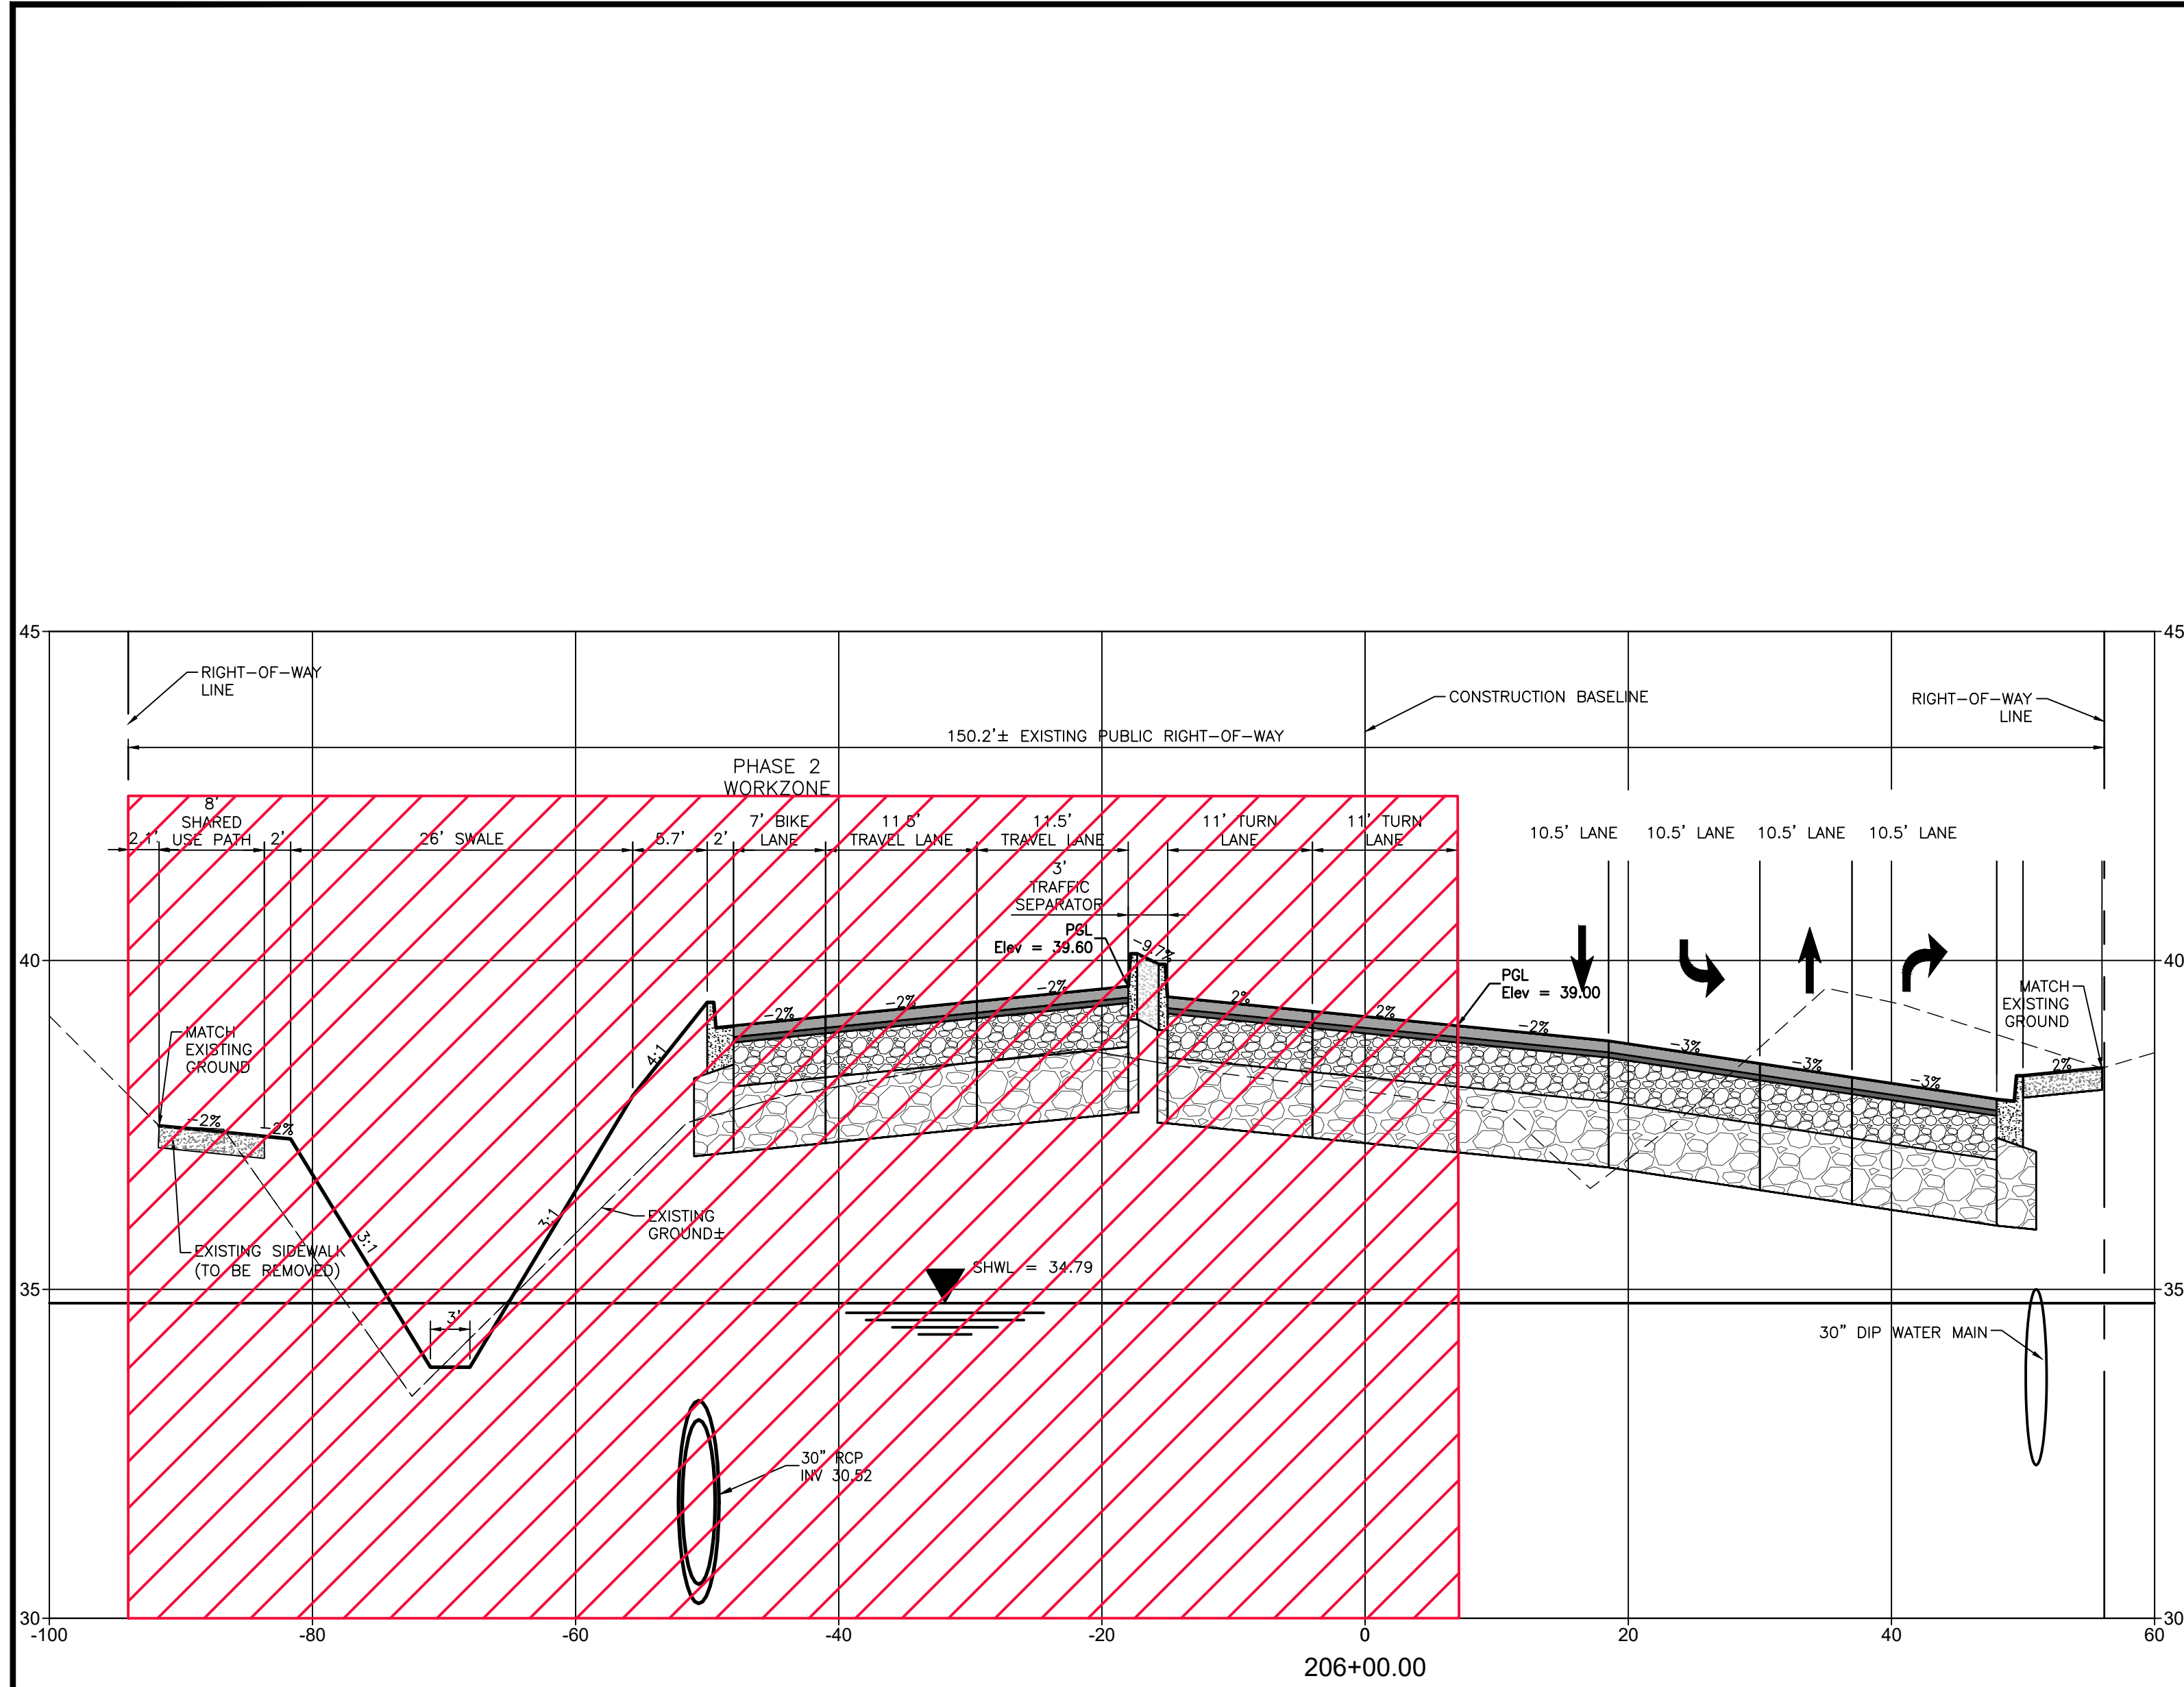 45
45
RIGHT-OF-WAY
LINE
CONSTRUCTION BASELINE
RIGHT-OF-WAY
LINE
150.2'± EXISTING PUBLIC RIGHT-OF-WAY
PHASE 2
WORKZONE
2.1'
8'
SHARED
USE PATH
2'
26' SWALE
5.7'
2'
7' BIKE
LANE
11.5'
TRAVEL LANE
11.5'
TRAVEL LANE
11' TURN
LANE
11' TURN
LANE
10.5' LANE
10.5' LANE
10.5' LANE
10.5' LANE
3'
TRAFFIC
SEPARATOR
PGL
Elev = 39.60
-9.7%
40
40
PGL
Elev = 39.00
MATCH
EXISTING
GROUND
MATCH
EXISTING
GROUND
-2%
-2%
4:1
-2%
-2%
-2%
2%
2%
-2%
-3%
-3%
-3%
2%
3:1
3:1
EXISTING
GROUND±
EXISTING SIDEWALK
(TO BE REMOVED)
SHWL = 34.79
35
35
3'
30" DIP WATER MAIN
30" RCP
INV 30.52
30
30
-100
-80
-60
-40
-20
0
20
40
60
206+00.00